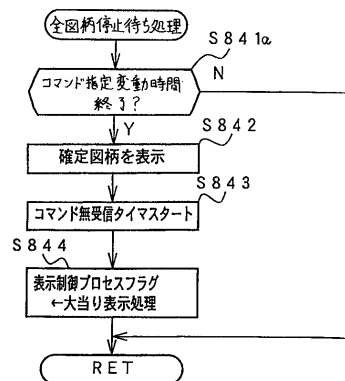 全図柄停止待ち処理
S841a
コマンド指定変動時間
終了?
N
Y
S842
確定図柄を表示
S843
コマンド無受信タイマスタート
S844
表示制御プロセスフラグ
←大当り表示処理
RET